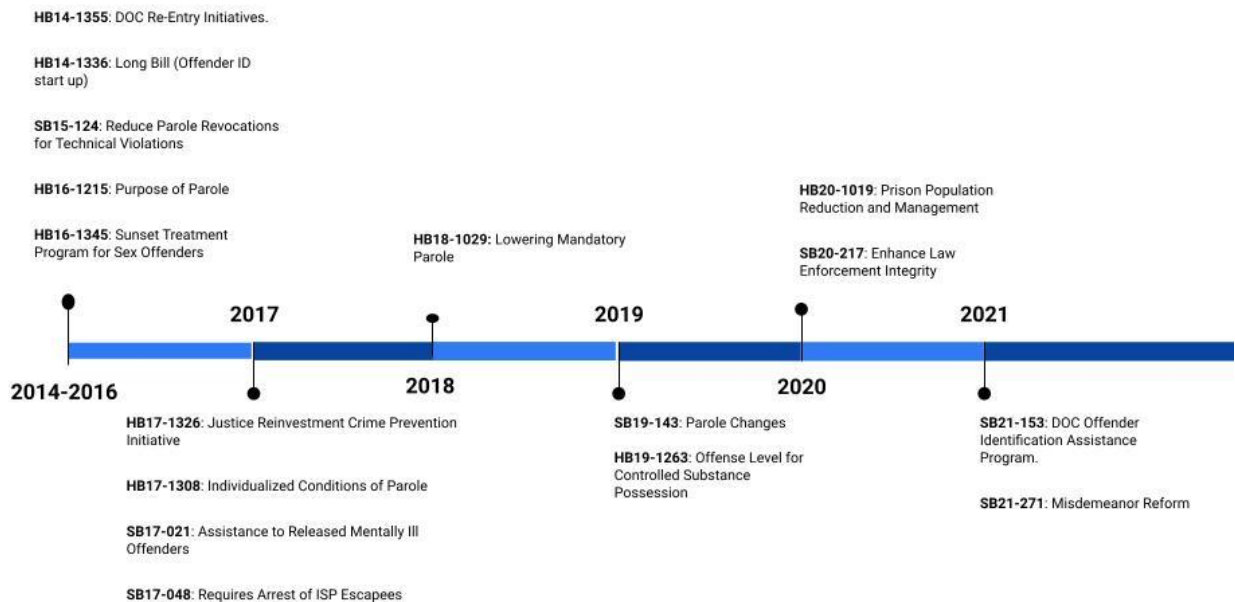 HB14-1355: DOC Re-Entry Initiatives.
HB14-1336: Long Bill (Offender ID
start up)
SB15-124: Reduce Parole Revocations
for Technical Violations
HB16-1215: Purpose of Parole
HB16-1345: Sunset Treatment
Program for Sex Offenders
2014-2016
2017
HB17-1326: Justice Reinvestment Crime Prevention
Initiative
HB17-1308: Individualized Conditions of Parole
SB17-021: Assistance to Released Mentally Ill
Offenders
SB17-048: Requires Arrest of ISP Escapees
HB18-1029: Lowering Mandatory
Parole
2018
2019
SB19-143: Parole Changes
HB19-1263: Offense Level for
Controlled Substance
Possession
HB20-1019: Prison Population
Reduction and Management
SB20-217: Enhance Law
Enforcement Integrity
2020
2021
SB21-153: DOC Offender
Identification Assistance
Program.
SB21-271: Misdemeanor Reform